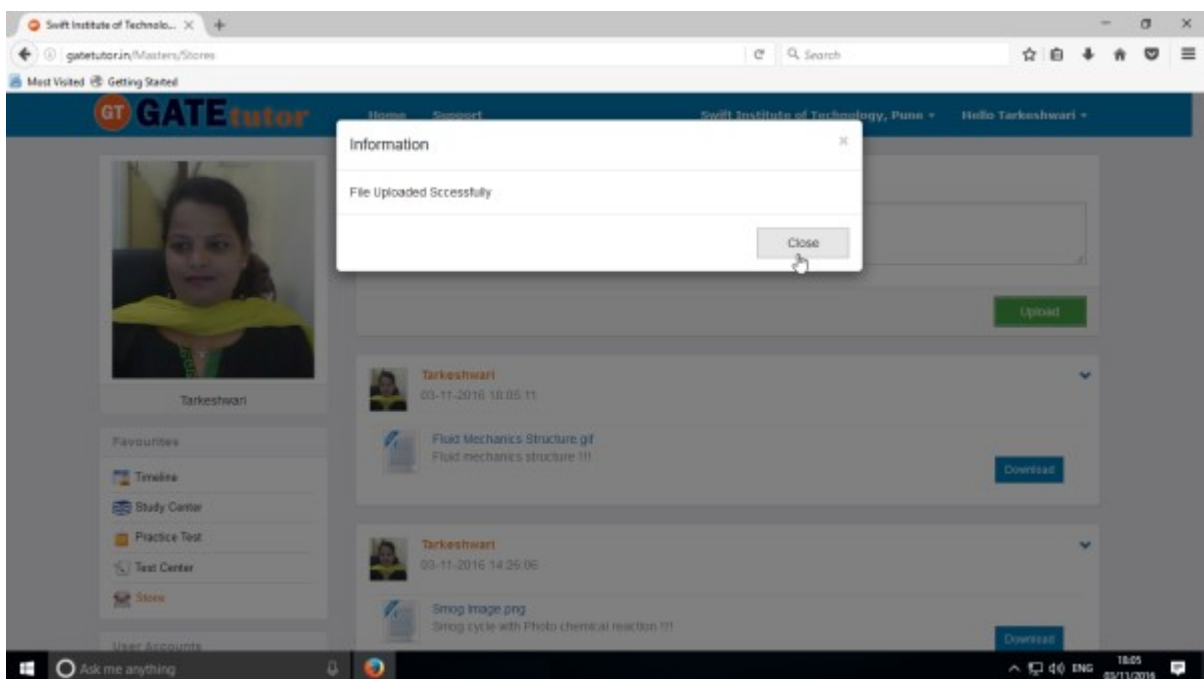 Swift Institute of Technolo...
gatetutor.in/Masters/Stores
Search
Most Visited Getting Started
GT GATEtutor Home Support Swift Institute of Technology, Pune Hello Tarkeshwari
Information
File Uploaded Sccessfully
Close
Upload
Tarkeshwari
Tarkeshwari
03-11-2016 18:05:11
Fluid Mechanics Structure.gif
Fluid mechanics structure !!!
Download
Favourites
Timeline
Study Center
Practice Test
Test Center
Store
User Accounts
Tarkeshwari
03-11-2016 14:26:06
Smog Image.png
Smog cycle with Photo chemical reaction !!!
Download
Ask me anything
ENG
18:05
03/11/2016